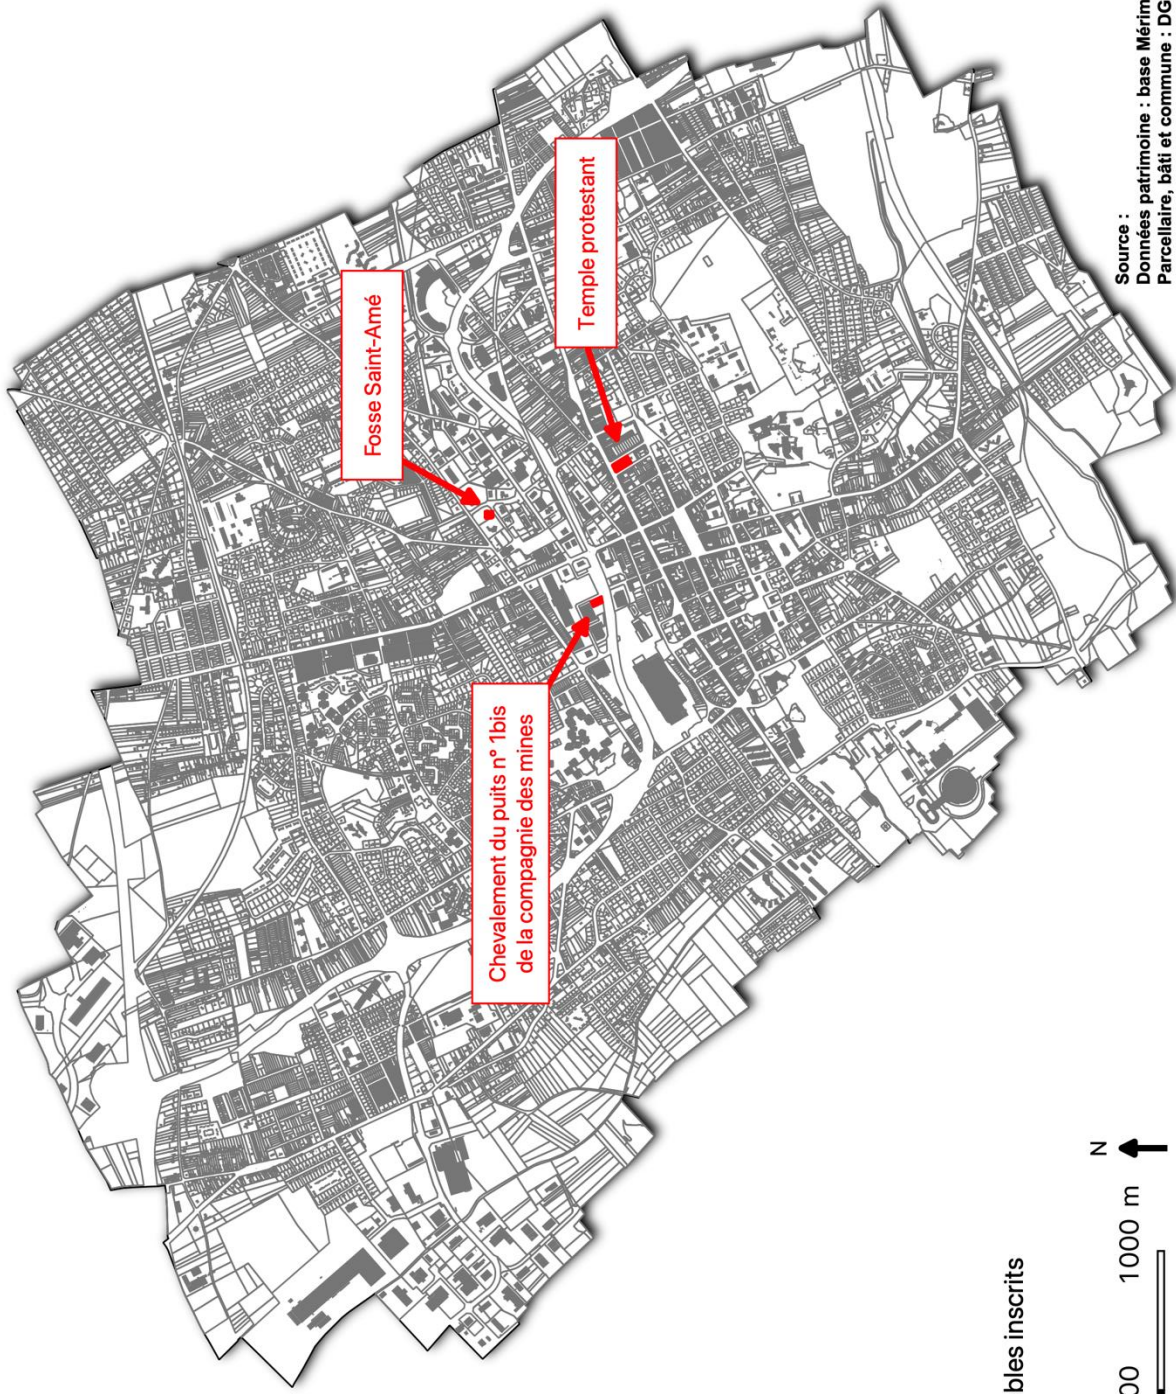 Fosse Saint-Amé
Temple protestant
Chevalement du puits n° 1bis
de la compagnie des mines
bles inscrits
00 1000 m
N
Source :
Données patrimoine : base Mérim
Parcellaire, bâti et commune : DG